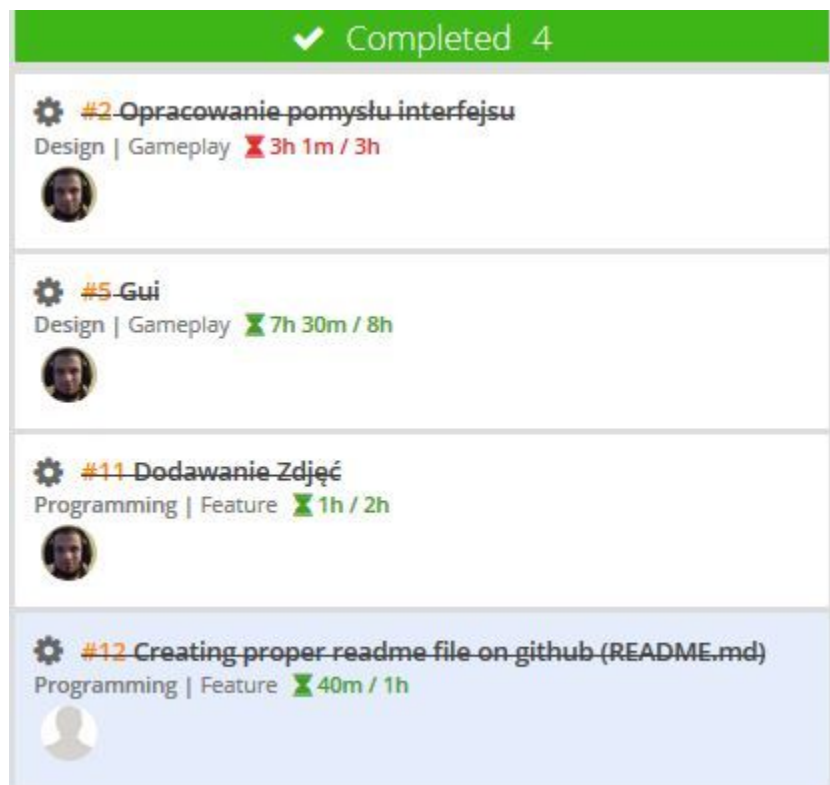 Completed 4
#2 Opracowanie pomysłu interfejsu
Design | Gameplay 3h 1m / 3h
#5 Gui
Design | Gameplay 7h 30m / 8h
#11 Dodawanie Zdjęć
Programming | Feature 1h / 2h
#12 Creating proper readme file on github (README.md)
Programming | Feature 40m / 1h